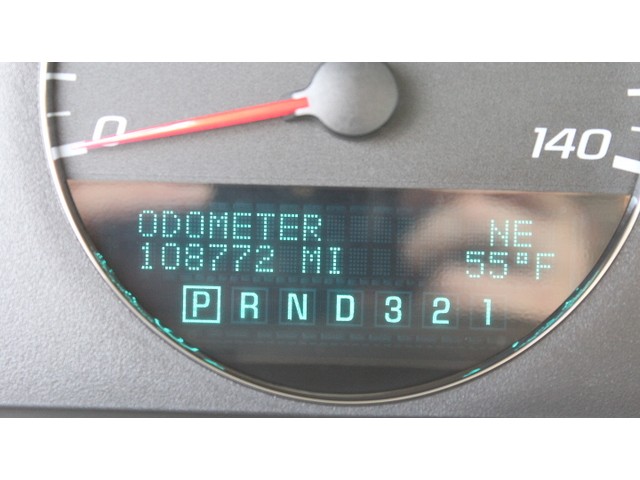 0 140
ODOMETER NE
108772 MI 55°F
P R N D 3 2 1